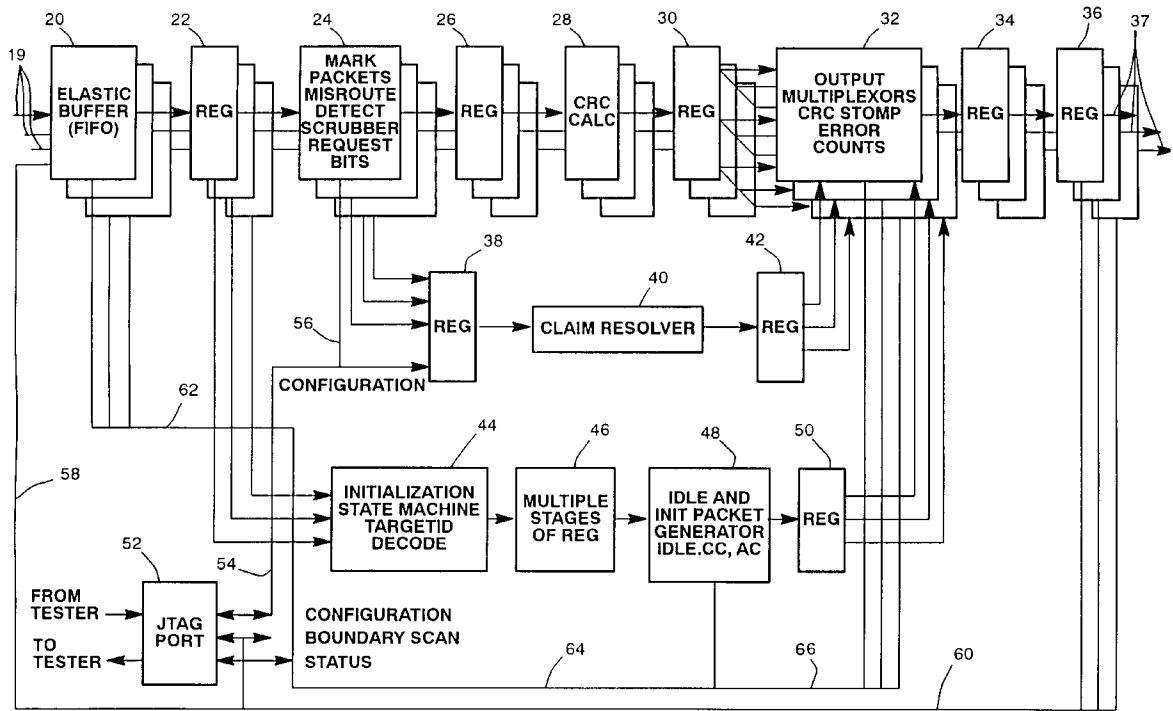 20
22
24
26
28
30
32
34
36
37
19
ELASTIC
BUFFER
(FIFO)
REG
MARK
PACKETS
MISROUTE
DETECT
SCRUBBER
REQUEST
BITS
REG
CRC
CALC
REG
OUTPUT
MULTIPLEXORS
CRC STOMP
ERROR
COUNTS
REG
REG
38
40
42
REG
CLAIM RESOLVER
REG
56
CONFIGURATION
62
44
46
48
50
58
INITIALIZATION
STATE MACHINE
TARGETID
DECODE
MULTIPLE
STAGES
OF REG
IDLE AND
INIT PACKET
GENERATOR
IDLE.CC, AC
REG
52
54
FROM
TESTER
JTAG
PORT
TO
TESTER
CONFIGURATION
BOUNDARY SCAN
STATUS
64
66
60